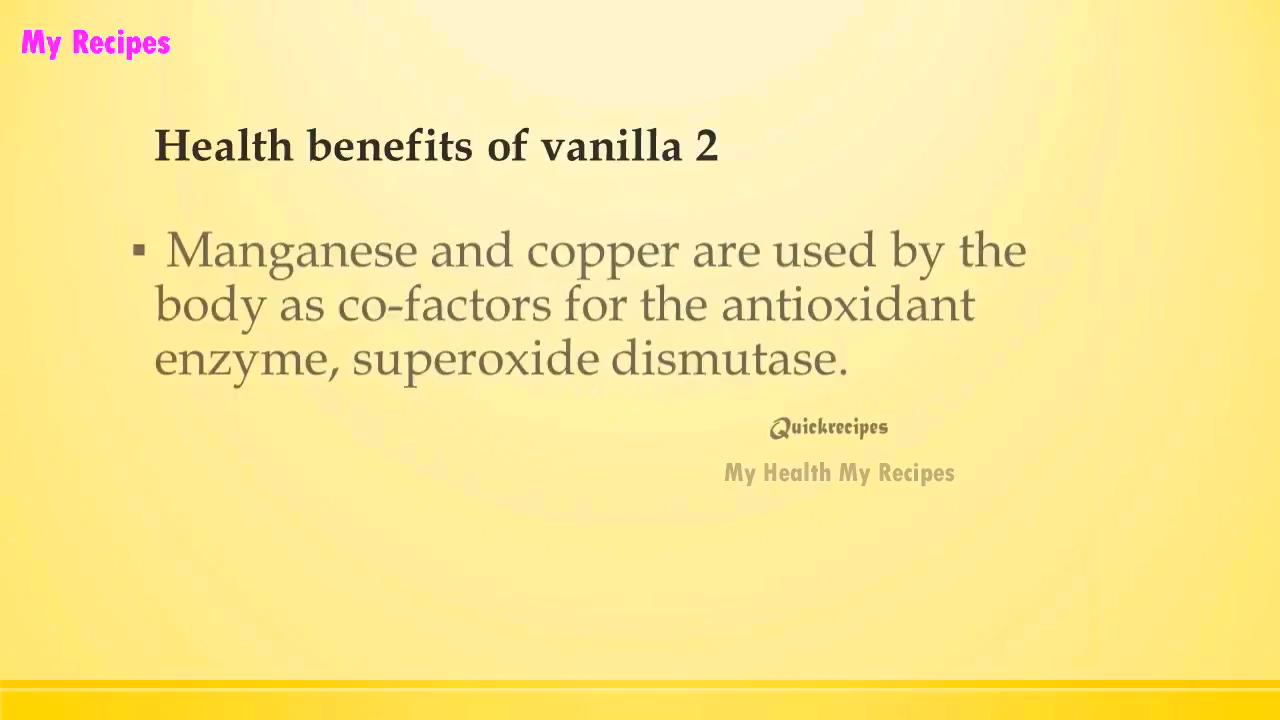 My Recipes
Health benefits of vanilla 2
▪ Manganese and copper are used by the
body as co-factors for the antioxidant
enzyme, superoxide dismutase.
Quickrecipes
My Health My Recipes